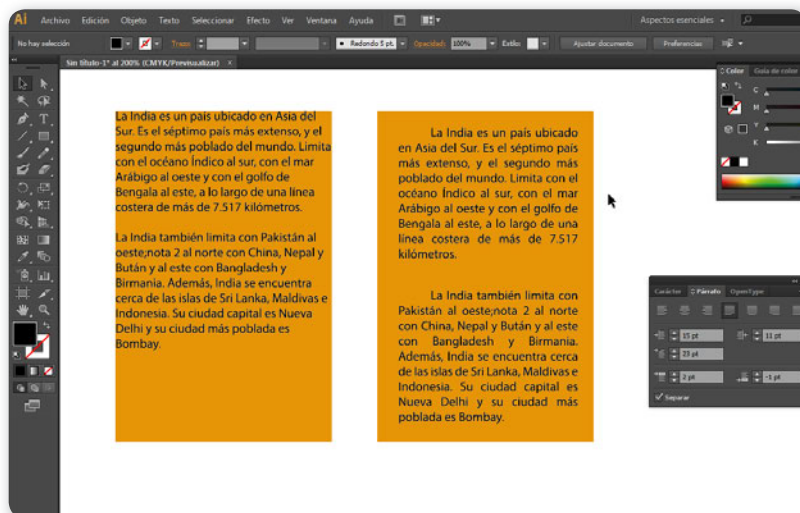 Ai Archivo Edición Objeto Texto Seleccionar Efecto Ver Ventana Ayuda Aspectos esenciales
No hay selección Trazo: Redondo 5 pt. Opacidad: 100% Estilo: Ajustar documento Preferencias
Sin título-1* al 200% (CMYK/Previsualizar) ×
La India es un país ubicado en Asia del
Sur. Es el séptimo país más extenso, y el
segundo más poblado del mundo. Limita
con el océano Índico al sur, con el mar
Arábigo al oeste y con el golfo de
Bengala al este, a lo largo de una línea
costera de más de 7.517 kilómetros.
La India también limita con Pakistán al
oeste;nota 2 al norte con China, Nepal y
Bután y al este con Bangladesh y
Birmania. Además, India se encuentra
cerca de las islas de Sri Lanka, Maldivas e
Indonesia. Su ciudad capital es Nueva
Delhi y su ciudad más poblada es
Bombay.
La India es un país ubicado
en Asia del Sur. Es el séptimo país
más extenso, y el segundo más
poblado del mundo. Limita con el
océano Índico al sur, con el mar
Arábigo al oeste y con el golfo de
Bengala al este, a lo largo de una
línea costera de más de 7.517
kilómetros.
La India también limita con
Pakistán al oeste;nota 2 al norte
con China, Nepal y Bután y al este
con Bangladesh y Birmania.
Además, India se encuentra cerca
de las islas de Sri Lanka, Maldivas e
Indonesia. Su ciudad capital es
Nueva Delhi y su ciudad más
poblada es Bombay.
Color Guía de color
C
M
Y
K
Carácter Párrafo OpenType
15 pt 11 pt
23 pt
2 pt -1 pt
Separar